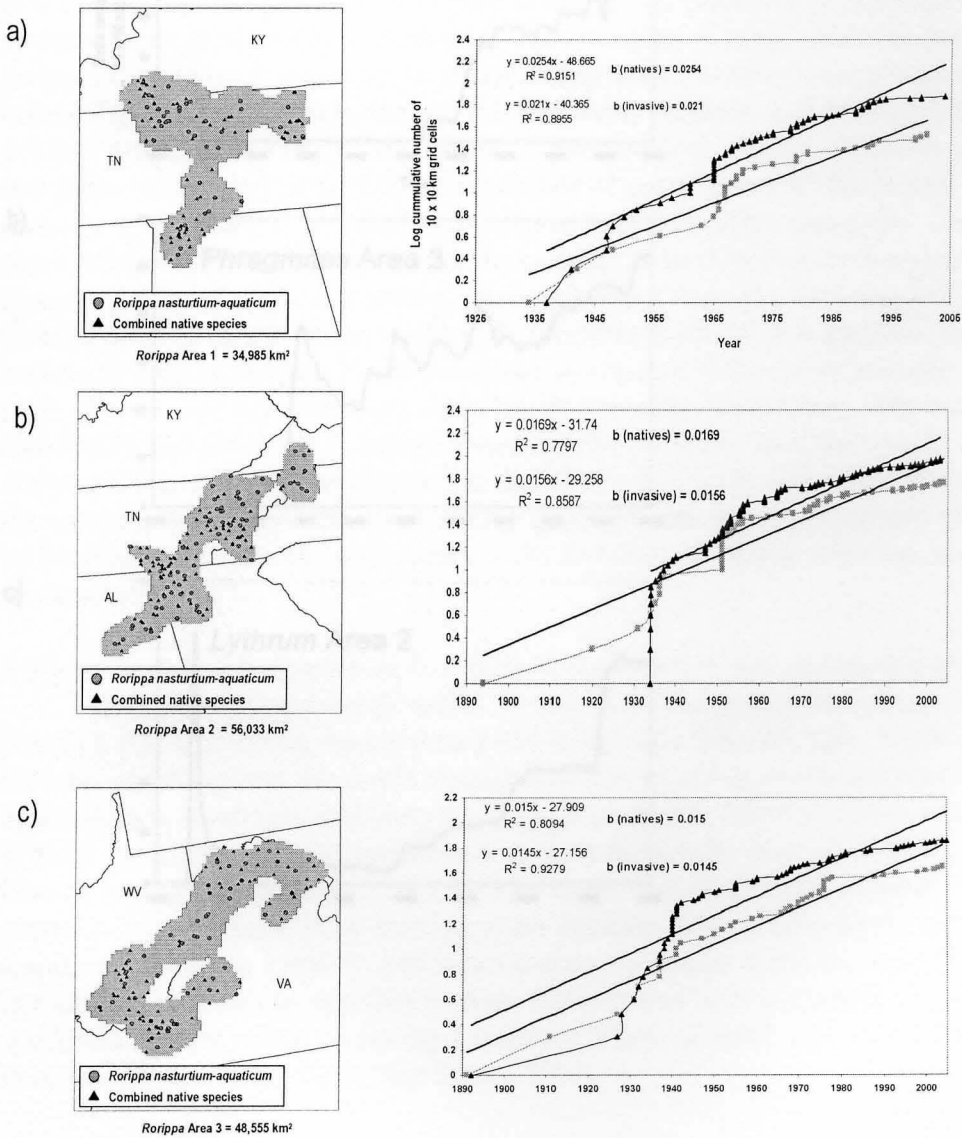 a)
KY
TN
Rorippa nasturtium-aquaticum
Combined native species
Rorippa Area 1 = 34,985 km²
Log cummulative number of
10 x 10 km grid cells
2.4
2.2
2
1.8
1.6
1.4
1.2
1
0.8
0.6
0.4
0.2
0
y = 0.0254x - 48.665
R² = 0.9151
b (natives) = 0.0254
y = 0.021x - 40.365
R² = 0.8955
b (invasive) = 0.021
1926 1936 1946 1956 1966 1976 1986 1996 2006
Year
Phragmites Area 3
b)
KY
TN
AL
Rorippa nasturtium-aquaticum
Combined native species
Rorippa Area 2 = 56,033 km²
2.4
2.2
2
1.8
1.6
1.4
1.2
1
0.8
0.6
0.4
0.2
0
y = 0.0169x - 31.74
R² = 0.7797
b (natives) = 0.0169
y = 0.0156x - 29.258
R² = 0.8587
b (invasive) = 0.0156
1890 1900 1910 1920 1930 1940 1950 1960 1970 1980 1990 2000
Lythrum Area 2
c)
WV
VA
Rorippa nasturtium-aquaticum
Combined native species
Rorippa Area 3 = 48,555 km²
2.2
2
1.8
1.6
1.4
1.2
1
0.8
0.6
0.4
0.2
0
y = 0.015x - 27.909
R² = 0.8094
b (natives) = 0.015
y = 0.0145x - 27.156
R² = 0.9279
b (invasive) = 0.0145
1890 1900 1910 1920 1930 1940 1950 1960 1970 1980 1990 2000